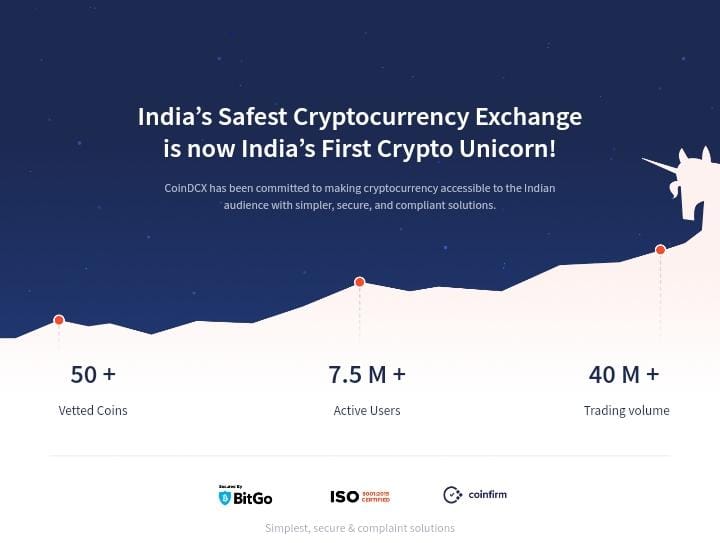 India’s Safest Cryptocurrency Exchange
is now India’s First Crypto Unicorn!
CoinDCX has been committed to making cryptocurrency accessible to the Indian
audience with simpler, secure, and compliant solutions.
50 +
7.5 M +
40 M +
Vetted Coins
Active Users
Trading volume
Secured By
BitGo
ISO
9001:2015
CERTIFIED
coinfirm
Simplest, secure & complaint solutions